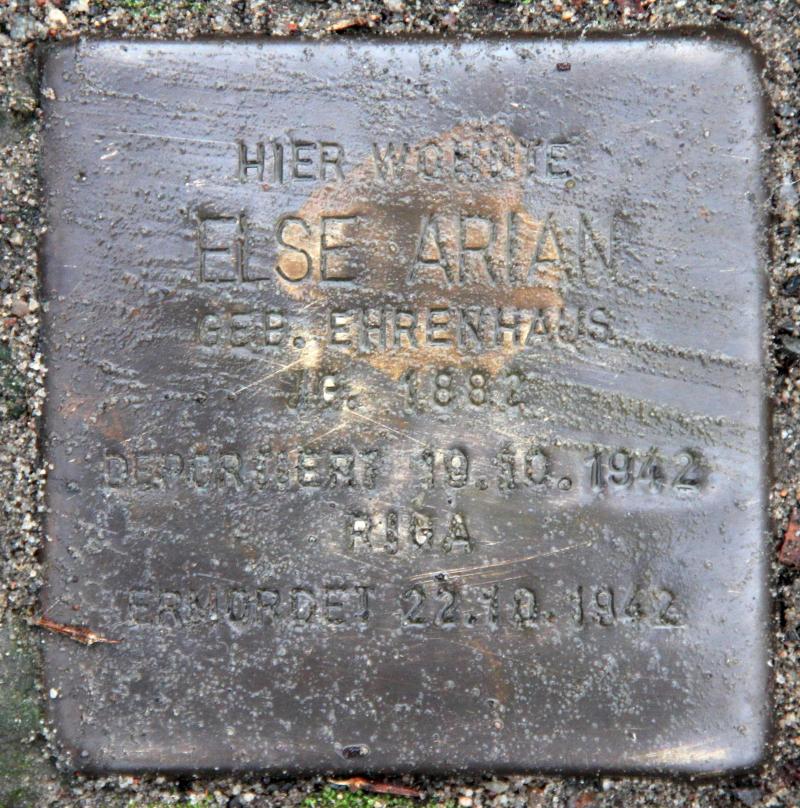 HIER WOHNTE
ELSE ARIAN
GEB. EHRENHAUS
JG. 1882
DEPORTIERT 19.10.1942
RIGA
ERMORDET 22.10.1942